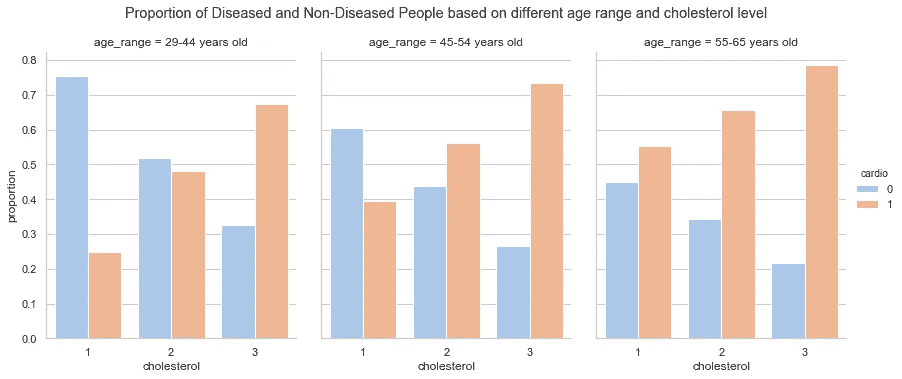 Proportion of Diseased and Non-Diseased People based on different age range and cholesterol level
age_range = 29-44 years old
age_range = 45-54 years old
age_range = 55-65 years old
0.8
0.7
0.6
0.5
0.4
0.3
0.2
0.1
0.0
proportion
1 2 3
cholesterol
1 2 3
cholesterol
1 2 3
cholesterol
cardio
0
1